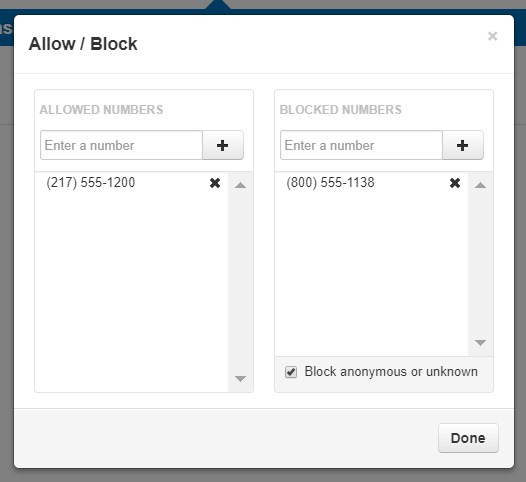 as
Allow / Block
×
ALLOWED NUMBERS
Enter a number
(217) 555-1200
BLOCKED NUMBERS
Enter a number
(800) 555-1138
Block anonymous or unknown
Done